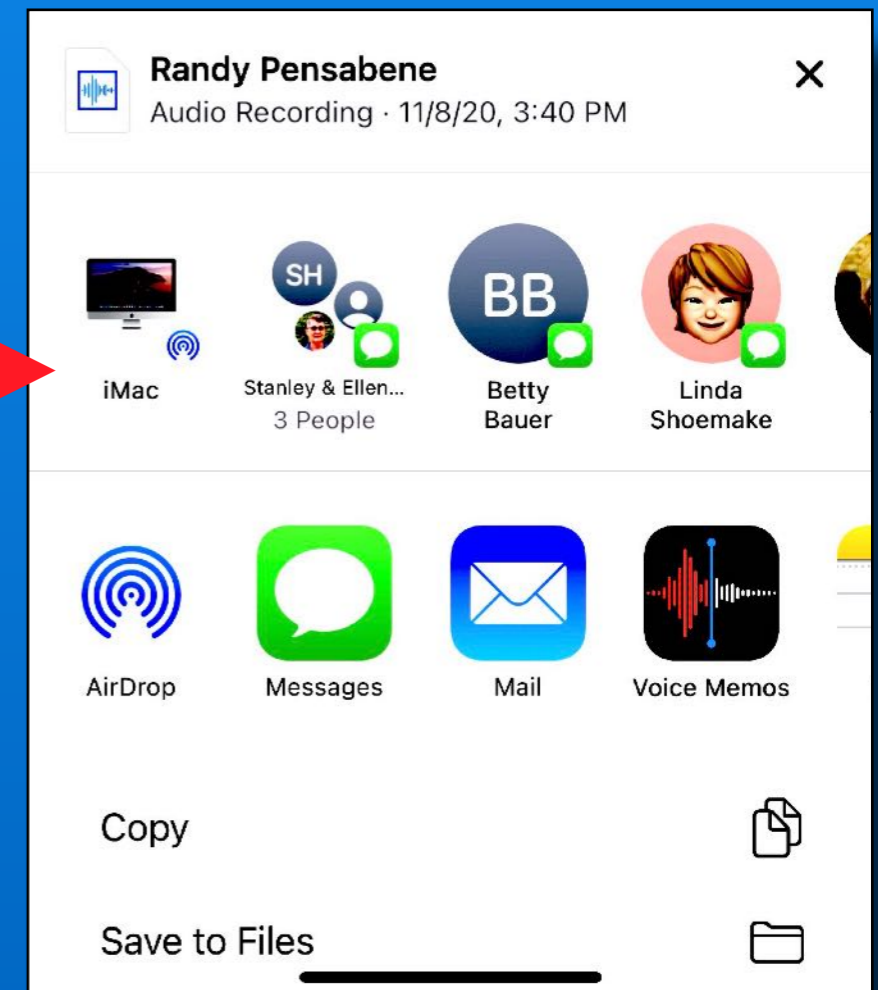 Randy Pensabene
Audio Recording · 11/8/20, 3:40 PM
SH
BB
iMac
Stanley & Ellen...
3 People
Betty
Bauer
Linda
Shoemake
AirDrop
Messages
Mail
Voice Memos
Copy
Save to Files